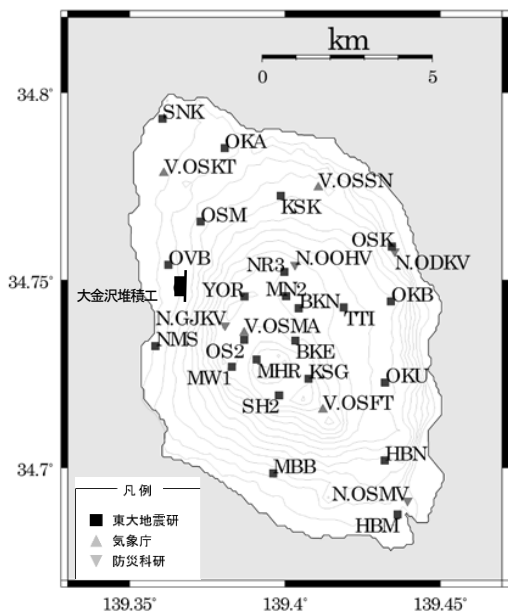 km
0 5
34.8°
34.75°
34.7°
139.35°
139.4°
139.45°
SNK
OKA
V.OSKT
V.OSSN
KSK
OSM
OSK
N.ODKV
OVB
NR3
N.OOHV
大金沢堆積工
YOR
MN2
BKN
TTI
OKB
N.GJKV
V.OSMA
NMS
OS2
BKE
MW1
MHR
KSG
OKU
SH2
V.OSFT
MBB
HBN
N.OSMV
HBM
凡 例
東大地震研
気象庁
防災科研